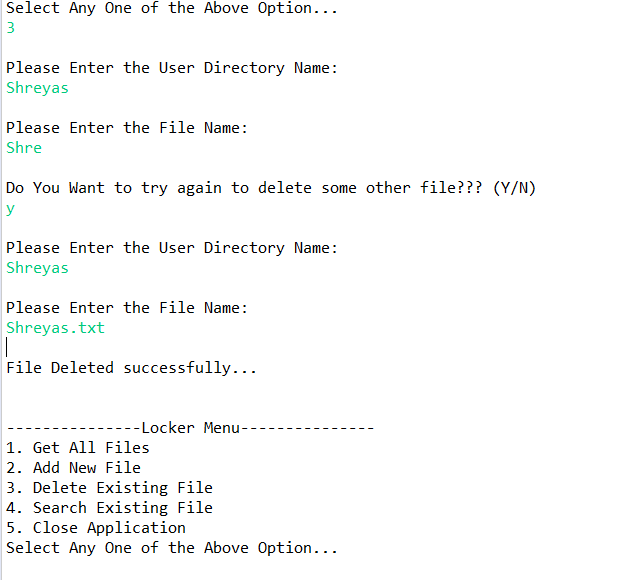 Select Any One of the Above Option...
3
Please Enter the User Directory Name:
Shreyas
Please Enter the File Name:
Shre
Do You Want to try again to delete some other file??? (Y/N)
y
Please Enter the User Directory Name:
Shreyas
Please Enter the File Name:
Shreyas.txt
File Deleted successfully...
---------------Locker Menu---------------
1. Get All Files
2. Add New File
3. Delete Existing File
4. Search Existing File
5. Close Application
Select Any One of the Above Option...